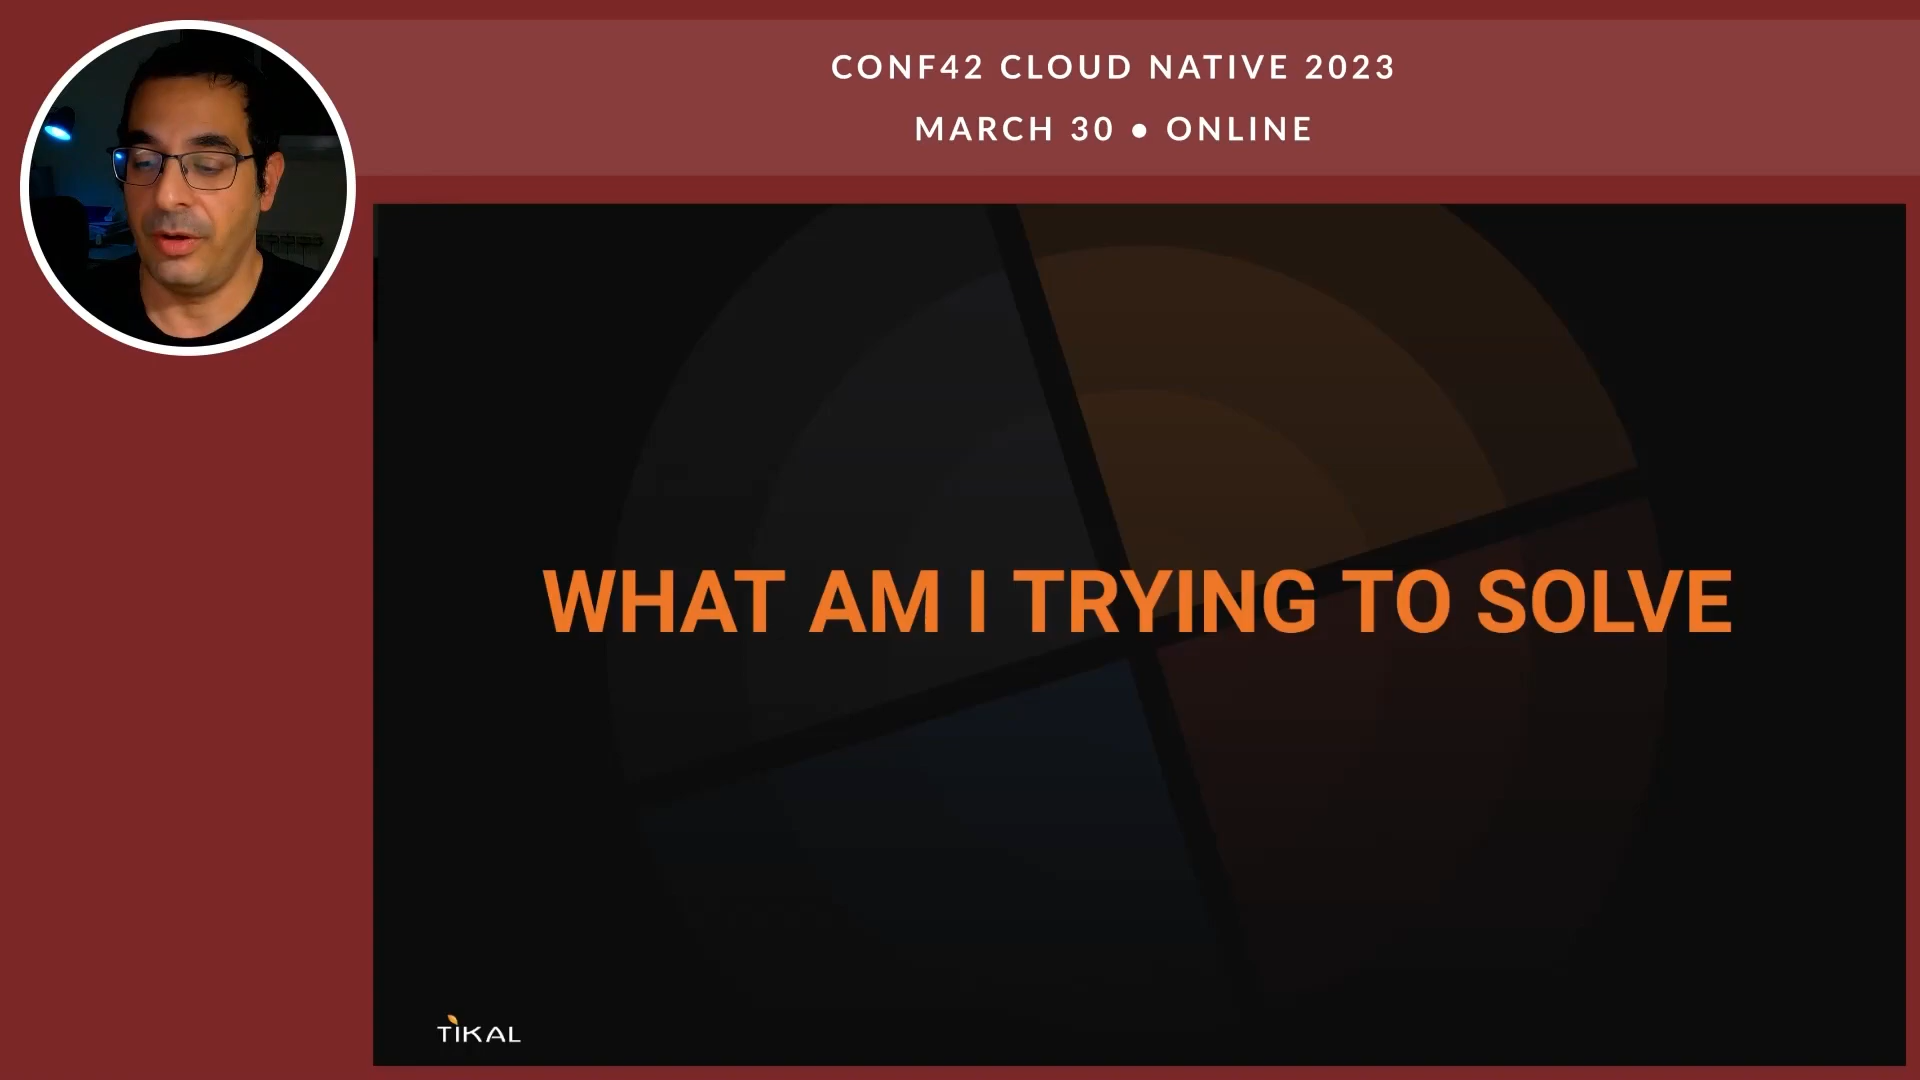 CONF42 CLOUD NATIVE 2023
MARCH 30 ● ONLINE
WHAT AM I TRYING TO SOLVE
TIKAL